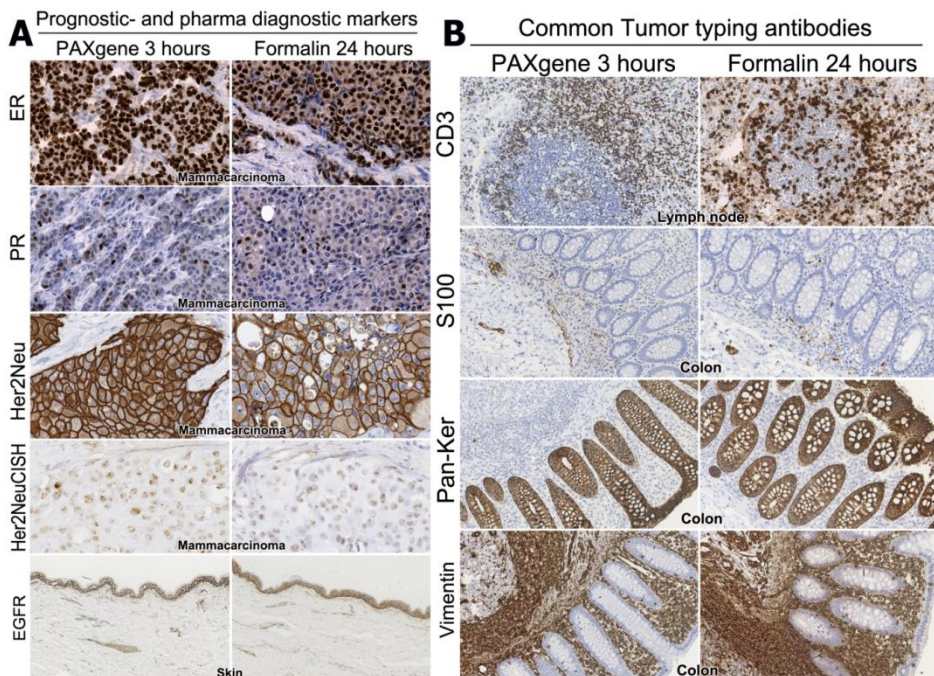 A
Prognostic- and pharma diagnostic markers
PAXgene 3 hours Formalin 24 hours
ER
Mammacarcinoma
PR
Mammacarcinoma
Her2Neu
Mammacarcinoma
Her2NeuCISH
Mammacarcinoma
EGFR
Skin
B
Common Tumor typing antibodies
PAXgene 3 hours Formalin 24 hours
CD3
Lymph node
S100
Colon
Pan-Ker
Colon
Vimentin
Colon